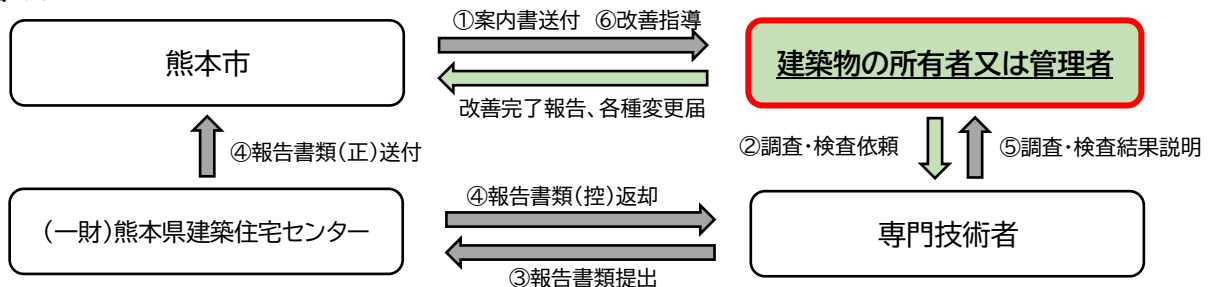 ①案内書送付 ⑥改善指導
熊本市
建築物の所有者又は管理者
改善完了報告、各種変更届
④報告書類(正)送付
②調査・検査依頼
⑤調査・検査結果説明
④報告書類(控)返却
(一財)熊本県建築住宅センター
専門技術者
③報告書類提出